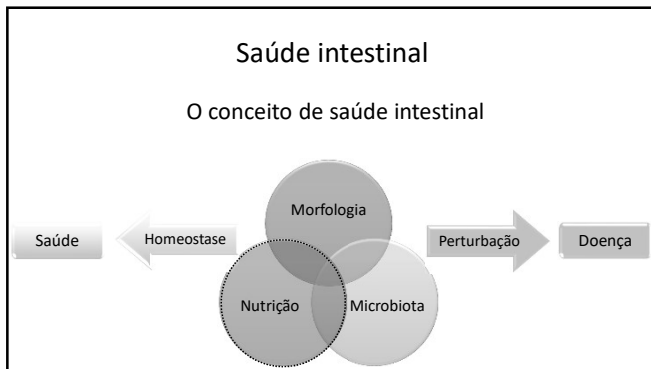 Saúde intestinal
O conceito de saúde intestinal
Morfologia
Saúde
Homeostase
Perturbação
Doença
Nutrição
Microbiota